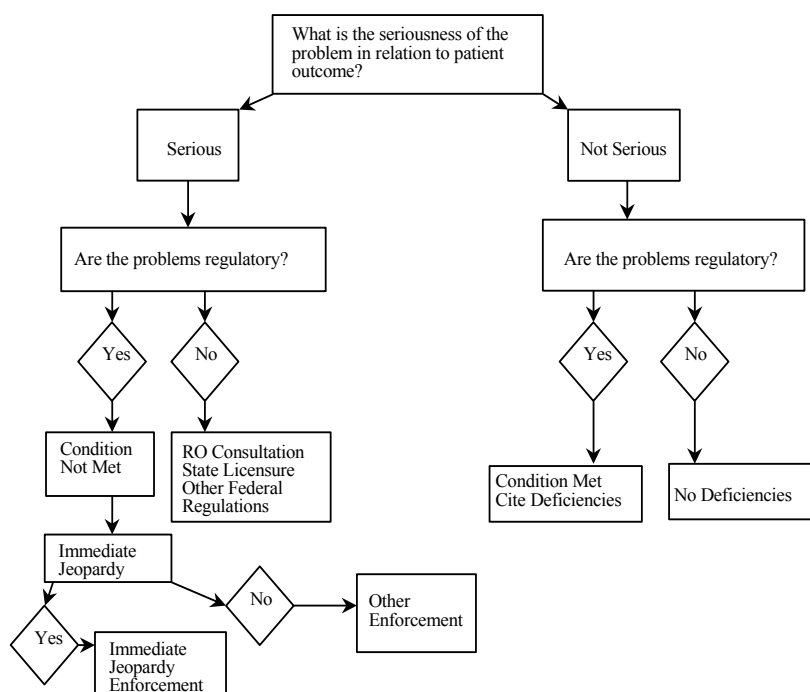 What is the seriousness of the
problem in relation to patient
outcome?
Serious
Not Serious
Are the problems regulatory?
Are the problems regulatory?
Yes
No
Yes
No
Condition
Not Met
RO Consultation
State Licensure
Other Federal
Regulations
Condition Met
Cite Deficiencies
No Deficiencies
Immediate
Jeopardy
No
Other
Enforcement
Yes
Immediate
Jeopardy
Enforcement